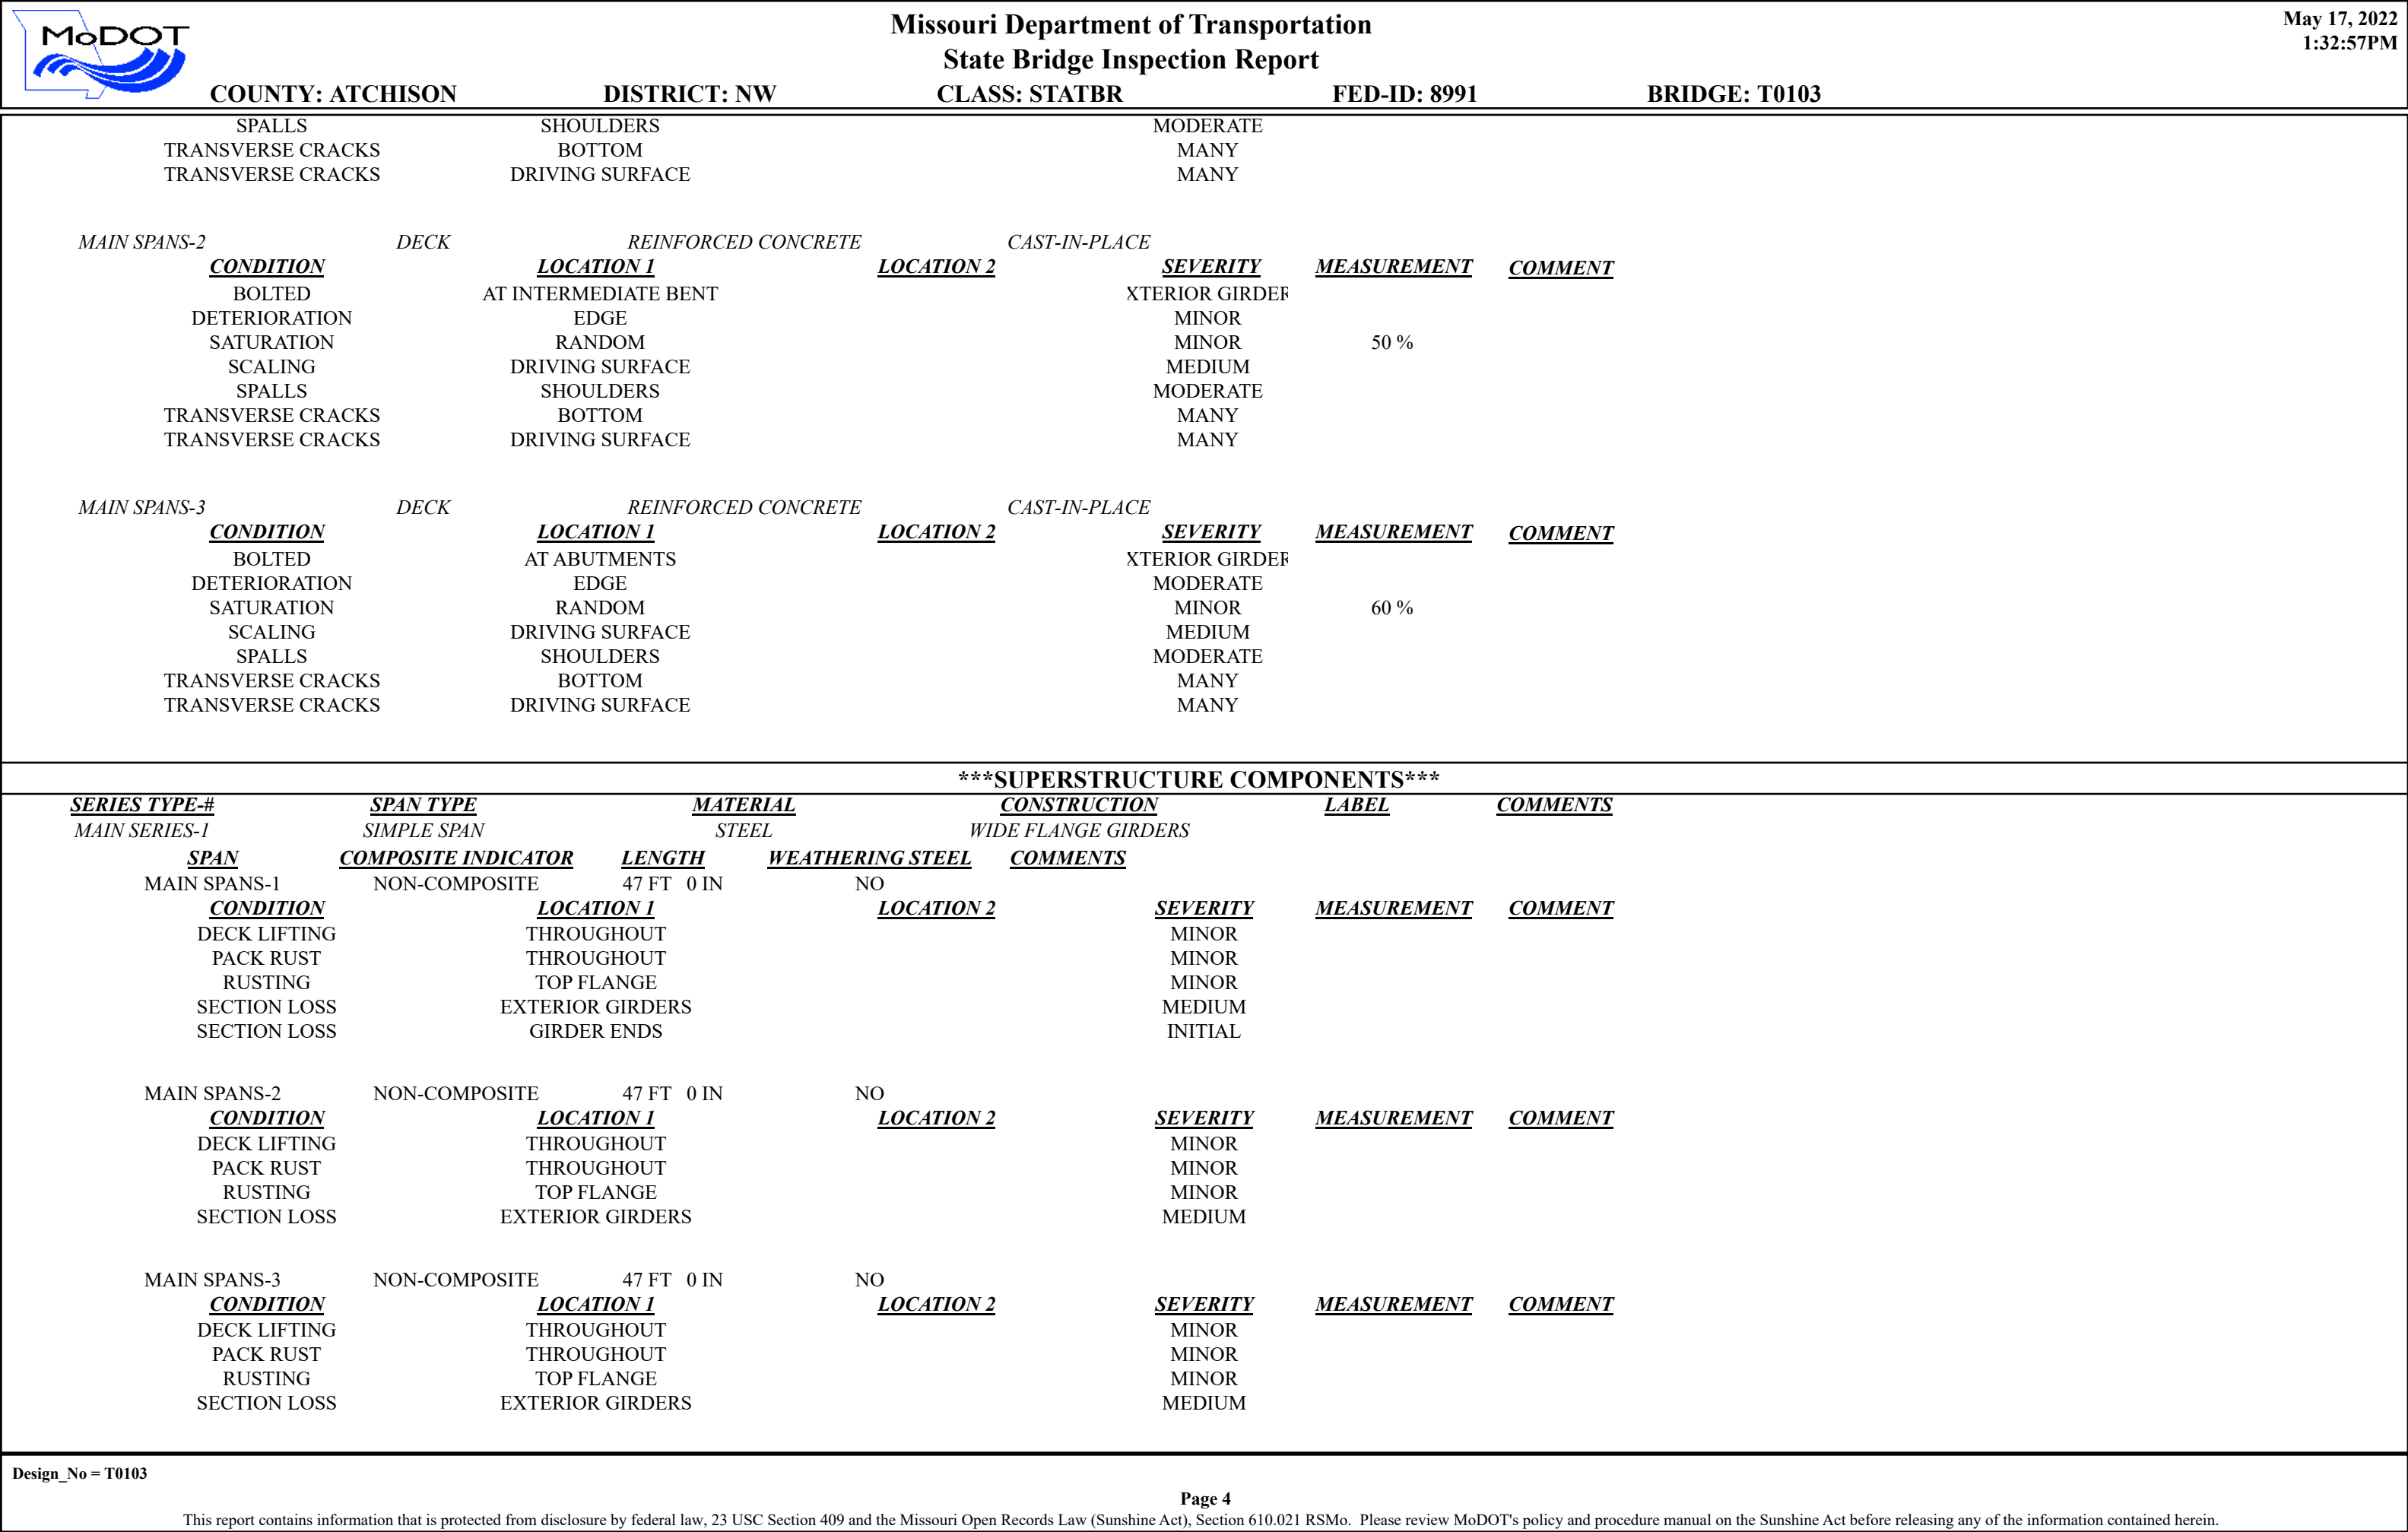 MoDOT
Missouri Department of Transportation
State Bridge Inspection Report
May 17, 2022
1:32:57PM
COUNTY: ATCHISON DISTRICT: NW CLASS: STATBR FED-ID: 8991 BRIDGE: T0103
SPALLS SHOULDERS MODERATE
TRANSVERSE CRACKS BOTTOM MANY
TRANSVERSE CRACKS DRIVING SURFACE MANY
MAIN SPANS-2 DECK REINFORCED CONCRETE CAST-IN-PLACE
CONDITION LOCATION 1 LOCATION 2 SEVERITY MEASUREMENT COMMENT
BOLTED AT INTERMEDIATE BENT XTERIOR GIRDER
DETERIORATION EDGE MINOR
SATURATION RANDOM MINOR 50 %
SCALING DRIVING SURFACE MEDIUM
SPALLS SHOULDERS MODERATE
TRANSVERSE CRACKS BOTTOM MANY
TRANSVERSE CRACKS DRIVING SURFACE MANY
MAIN SPANS-3 DECK REINFORCED CONCRETE CAST-IN-PLACE
CONDITION LOCATION 1 LOCATION 2 SEVERITY MEASUREMENT COMMENT
BOLTED AT ABUTMENTS XTERIOR GIRDER
DETERIORATION EDGE MODERATE
SATURATION RANDOM MINOR 60 %
SCALING DRIVING SURFACE MEDIUM
SPALLS SHOULDERS MODERATE
TRANSVERSE CRACKS BOTTOM MANY
TRANSVERSE CRACKS DRIVING SURFACE MANY
***SUPERSTRUCTURE COMPONENTS***
SERIES TYPE-# SPAN TYPE MATERIAL CONSTRUCTION LABEL COMMENTS
MAIN SERIES-1 SIMPLE SPAN STEEL WIDE FLANGE GIRDERS
SPAN COMPOSITE INDICATOR LENGTH WEATHERING STEEL COMMENTS
MAIN SPANS-1 NON-COMPOSITE 47 FT 0 IN NO
CONDITION LOCATION 1 LOCATION 2 SEVERITY MEASUREMENT COMMENT
DECK LIFTING THROUGHOUT MINOR
PACK RUST THROUGHOUT MINOR
RUSTING TOP FLANGE MINOR
SECTION LOSS EXTERIOR GIRDERS MEDIUM
SECTION LOSS GIRDER ENDS INITIAL
MAIN SPANS-2 NON-COMPOSITE 47 FT 0 IN NO
CONDITION LOCATION 1 LOCATION 2 SEVERITY MEASUREMENT COMMENT
DECK LIFTING THROUGHOUT MINOR
PACK RUST THROUGHOUT MINOR
RUSTING TOP FLANGE MINOR
SECTION LOSS EXTERIOR GIRDERS MEDIUM
MAIN SPANS-3 NON-COMPOSITE 47 FT 0 IN NO
CONDITION LOCATION 1 LOCATION 2 SEVERITY MEASUREMENT COMMENT
DECK LIFTING THROUGHOUT MINOR
PACK RUST THROUGHOUT MINOR
RUSTING TOP FLANGE MINOR
SECTION LOSS EXTERIOR GIRDERS MEDIUM
Design_No = T0103
Page 4
This report contains information that is protected from disclosure by federal law, 23 USC Section 409 and the Missouri Open Records Law (Sunshine Act), Section 610.021 RSMo. Please review MoDOT's policy and procedure manual on the Sunshine Act before releasing any of the information contained herein.